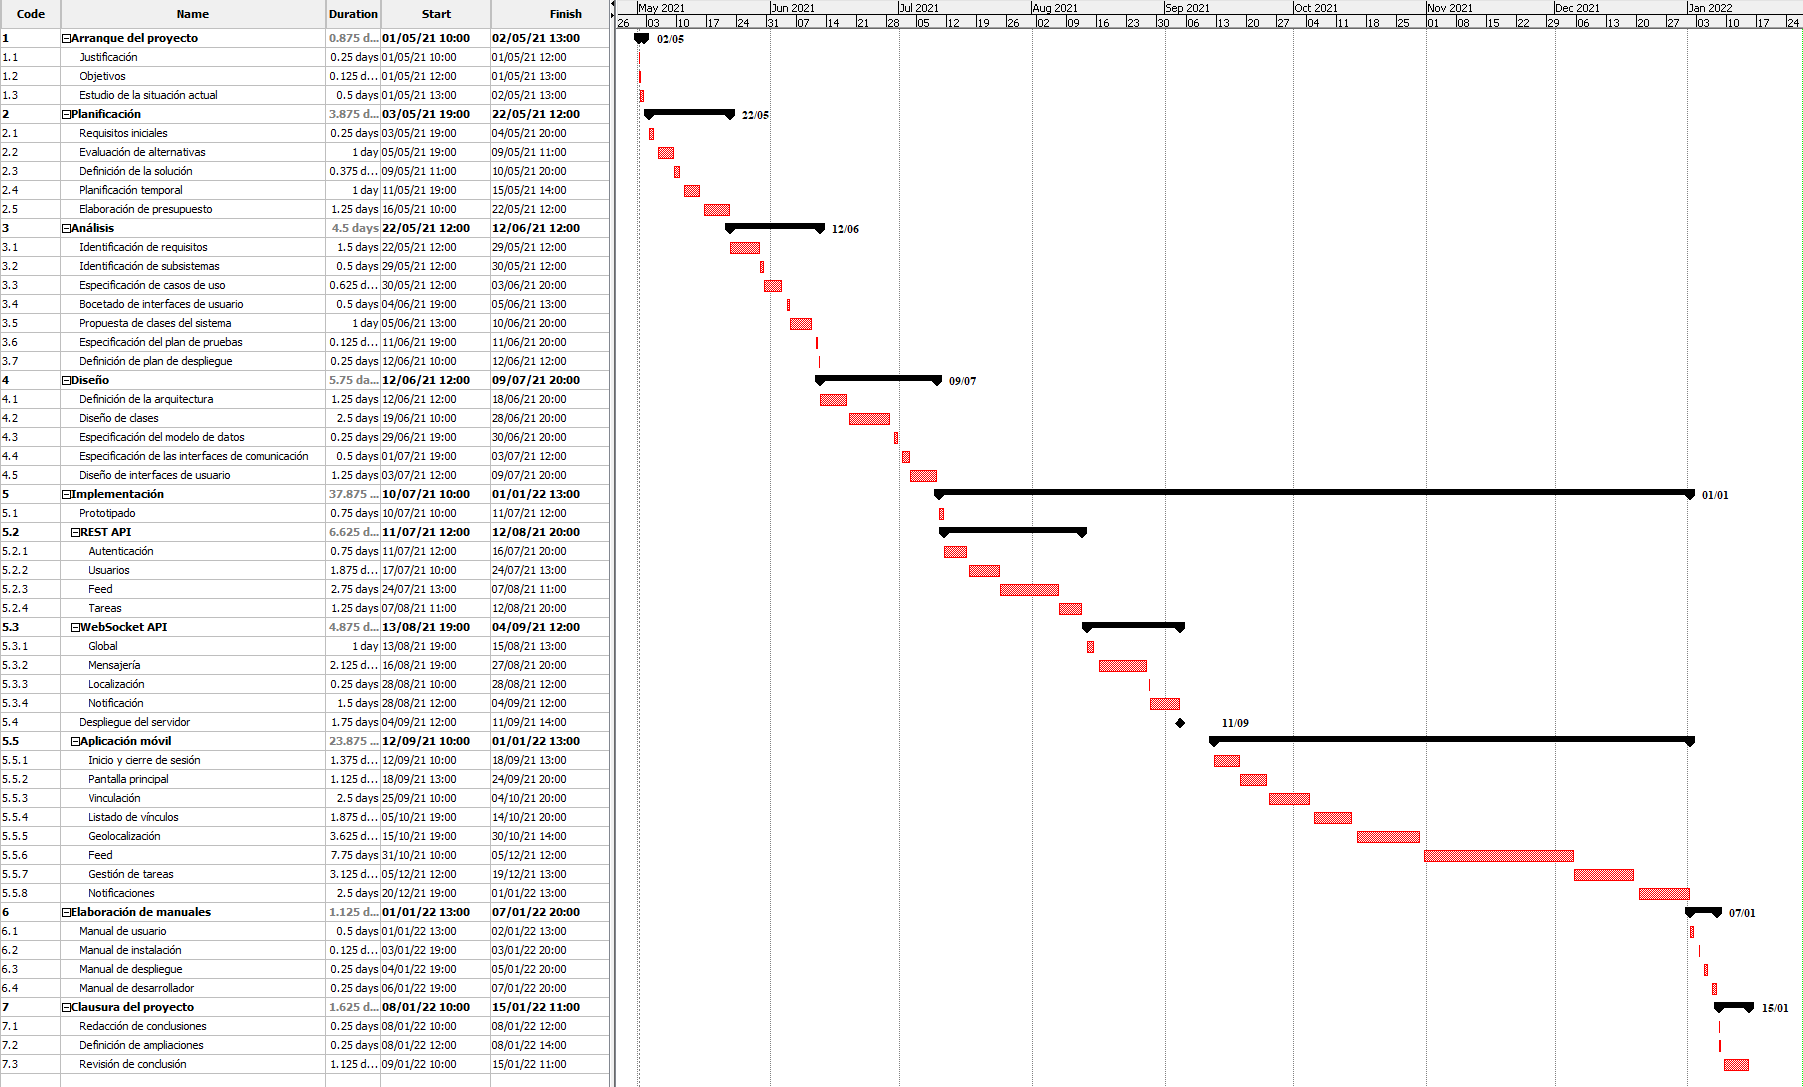 Code Name Duration Start Finish
May 2021 Jun 2021 Jul 2021 Aug 2021 Sep 2021 Oct 2021 Nov 2021 Dec 2021 Jan 2022
26 03 10 17 24 31 07 14 21 28 05 12 19 26 02 09 16 23 30 06 13 20 27 04 11 18 25 01 08 15 22 29 06 13 20 27 03 10 17 24
1 Arranque del proyecto 0.875 d... 01/05/21 10:00 02/05/21 13:00 02/05
1.1 Justificación 0.25 days 01/05/21 10:00 01/05/21 12:00
1.2 Objetivos 0.125 d... 01/05/21 12:00 01/05/21 13:00
1.3 Estudio de la situación actual 0.5 days 01/05/21 13:00 02/05/21 13:00
2 Planificación 3.875 d... 03/05/21 19:00 22/05/21 12:00 22/05
2.1 Requisitos iniciales 0.25 days 03/05/21 19:00 04/05/21 20:00
2.2 Evaluación de alternativas 1 day 05/05/21 19:00 09/05/21 11:00
2.3 Definición de la solución 0.375 d... 09/05/21 11:00 10/05/21 20:00
2.4 Planificación temporal 1 day 11/05/21 19:00 15/05/21 14:00
2.5 Elaboración de presupuesto 1.25 days 16/05/21 10:00 22/05/21 12:00
3 Análisis 4.5 days 22/05/21 12:00 12/06/21 12:00 12/06
3.1 Identificación de requisitos 1.5 days 22/05/21 12:00 29/05/21 12:00
3.2 Identificación de subsistemas 0.5 days 29/05/21 12:00 30/05/21 12:00
3.3 Especificación de casos de uso 0.625 d... 30/05/21 12:00 03/06/21 20:00
3.4 Bocetado de interfaces de usuario 0.5 days 04/06/21 19:00 05/06/21 13:00
3.5 Propuesta de clases del sistema 1 day 05/06/21 13:00 10/06/21 20:00
3.6 Especificación del plan de pruebas 0.125 d... 11/06/21 19:00 11/06/21 20:00
3.7 Definición de plan de despliegue 0.25 days 12/06/21 10:00 12/06/21 12:00
4 Diseño 5.75 da... 12/06/21 12:00 09/07/21 20:00 09/07
4.1 Definición de la arquitectura 1.25 days 12/06/21 12:00 18/06/21 20:00
4.2 Diseño de clases 2.5 days 19/06/21 10:00 28/06/21 20:00
4.3 Especificación del modelo de datos 0.25 days 29/06/21 19:00 30/06/21 20:00
4.4 Especificación de las interfaces de comunicación 0.5 days 01/07/21 19:00 03/07/21 12:00
4.5 Diseño de interfaces de usuario 1.25 days 03/07/21 12:00 09/07/21 20:00
5 Implementación 37.875 ... 10/07/21 10:00 01/01/22 13:00 01/01
5.1 Prototipado 0.75 days 10/07/21 10:00 11/07/21 12:00
5.2 REST API 6.625 d... 11/07/21 12:00 12/08/21 20:00
5.2.1 Autenticación 0.75 days 11/07/21 12:00 16/07/21 20:00
5.2.2 Usuarios 1.875 d... 17/07/21 10:00 24/07/21 13:00
5.2.3 Feed 2.75 days 24/07/21 13:00 07/08/21 11:00
5.2.4 Tareas 1.25 days 07/08/21 11:00 12/08/21 20:00
5.3 WebSocket API 4.875 d... 13/08/21 19:00 04/09/21 12:00
5.3.1 Global 1 day 13/08/21 19:00 15/08/21 13:00
5.3.2 Mensajería 2.125 d... 16/08/21 19:00 27/08/21 20:00
5.3.3 Localización 0.25 days 28/08/21 10:00 28/08/21 12:00
5.3.4 Notificación 1.5 days 28/08/21 12:00 04/09/21 12:00
5.4 Despliegue del servidor 1.75 days 04/09/21 12:00 11/09/21 14:00 11/09
5.5 Aplicación móvil 23.875 ... 12/09/21 10:00 01/01/22 13:00
5.5.1 Inicio y cierre de sesión 1.375 d... 12/09/21 10:00 18/09/21 13:00
5.5.2 Pantalla principal 1.125 d... 18/09/21 13:00 24/09/21 20:00
5.5.3 Vinculación 2.5 days 25/09/21 10:00 04/10/21 20:00
5.5.4 Listado de vínculos 1.875 d... 05/10/21 19:00 14/10/21 20:00
5.5.5 Geolocalización 3.625 d... 15/10/21 19:00 30/10/21 14:00
5.5.6 Feed 7.75 days 31/10/21 10:00 05/12/21 12:00
5.5.7 Gestión de tareas 3.125 d... 05/12/21 12:00 19/12/21 13:00
5.5.8 Notificaciones 2.5 days 20/12/21 19:00 01/01/22 13:00
6 Elaboración de manuales 1.125 d... 01/01/22 13:00 07/01/22 20:00 07/01
6.1 Manual de usuario 0.5 days 01/01/22 13:00 02/01/22 13:00
6.2 Manual de instalación 0.125 d... 03/01/22 19:00 03/01/22 20:00
6.3 Manual de despliegue 0.25 days 04/01/22 19:00 05/01/22 20:00
6.4 Manual de desarrollador 0.25 days 06/01/22 19:00 07/01/22 20:00
7 Clausura del proyecto 1.625 d... 08/01/22 10:00 15/01/22 11:00 15/01
7.1 Redacción de conclusiones 0.25 days 08/01/22 10:00 08/01/22 12:00
7.2 Definición de ampliaciones 0.25 days 08/01/22 12:00 08/01/22 14:00
7.3 Revisión de conclusión 1.125 d... 09/01/22 10:00 15/01/22 11:00